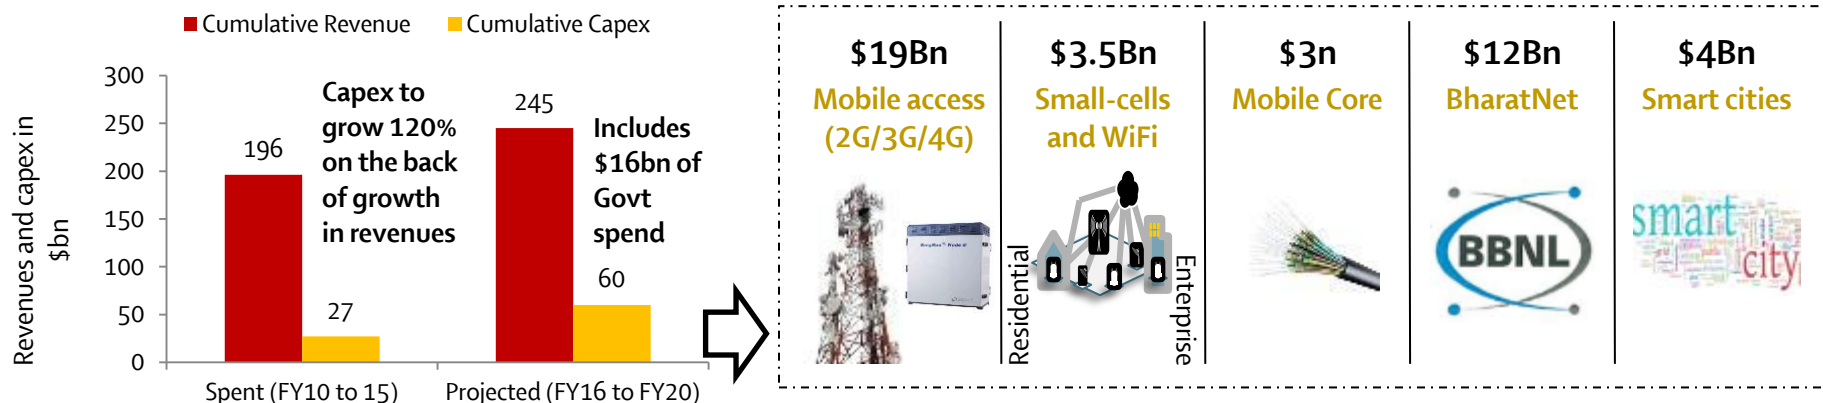 Cumulative Revenue
Cumulative Capex
Revenues and capex in
$bn
300
250
200
150
100
50
0
196
27
245
60
Capex to
grow 120%
on the back
of growth
in revenues
Includes
$16bn of
Govt
spend
Spent (FY10 to 15)
Projected (FY16 to FY20)
$19Bn
Mobile access
(2G/3G/4G)
$3.5Bn
Small-cells
and WiFi
Residential
Enterprise
$3n
Mobile Core
$12Bn
BharatNet
BBNL
$4Bn
Smart cities
smart
city